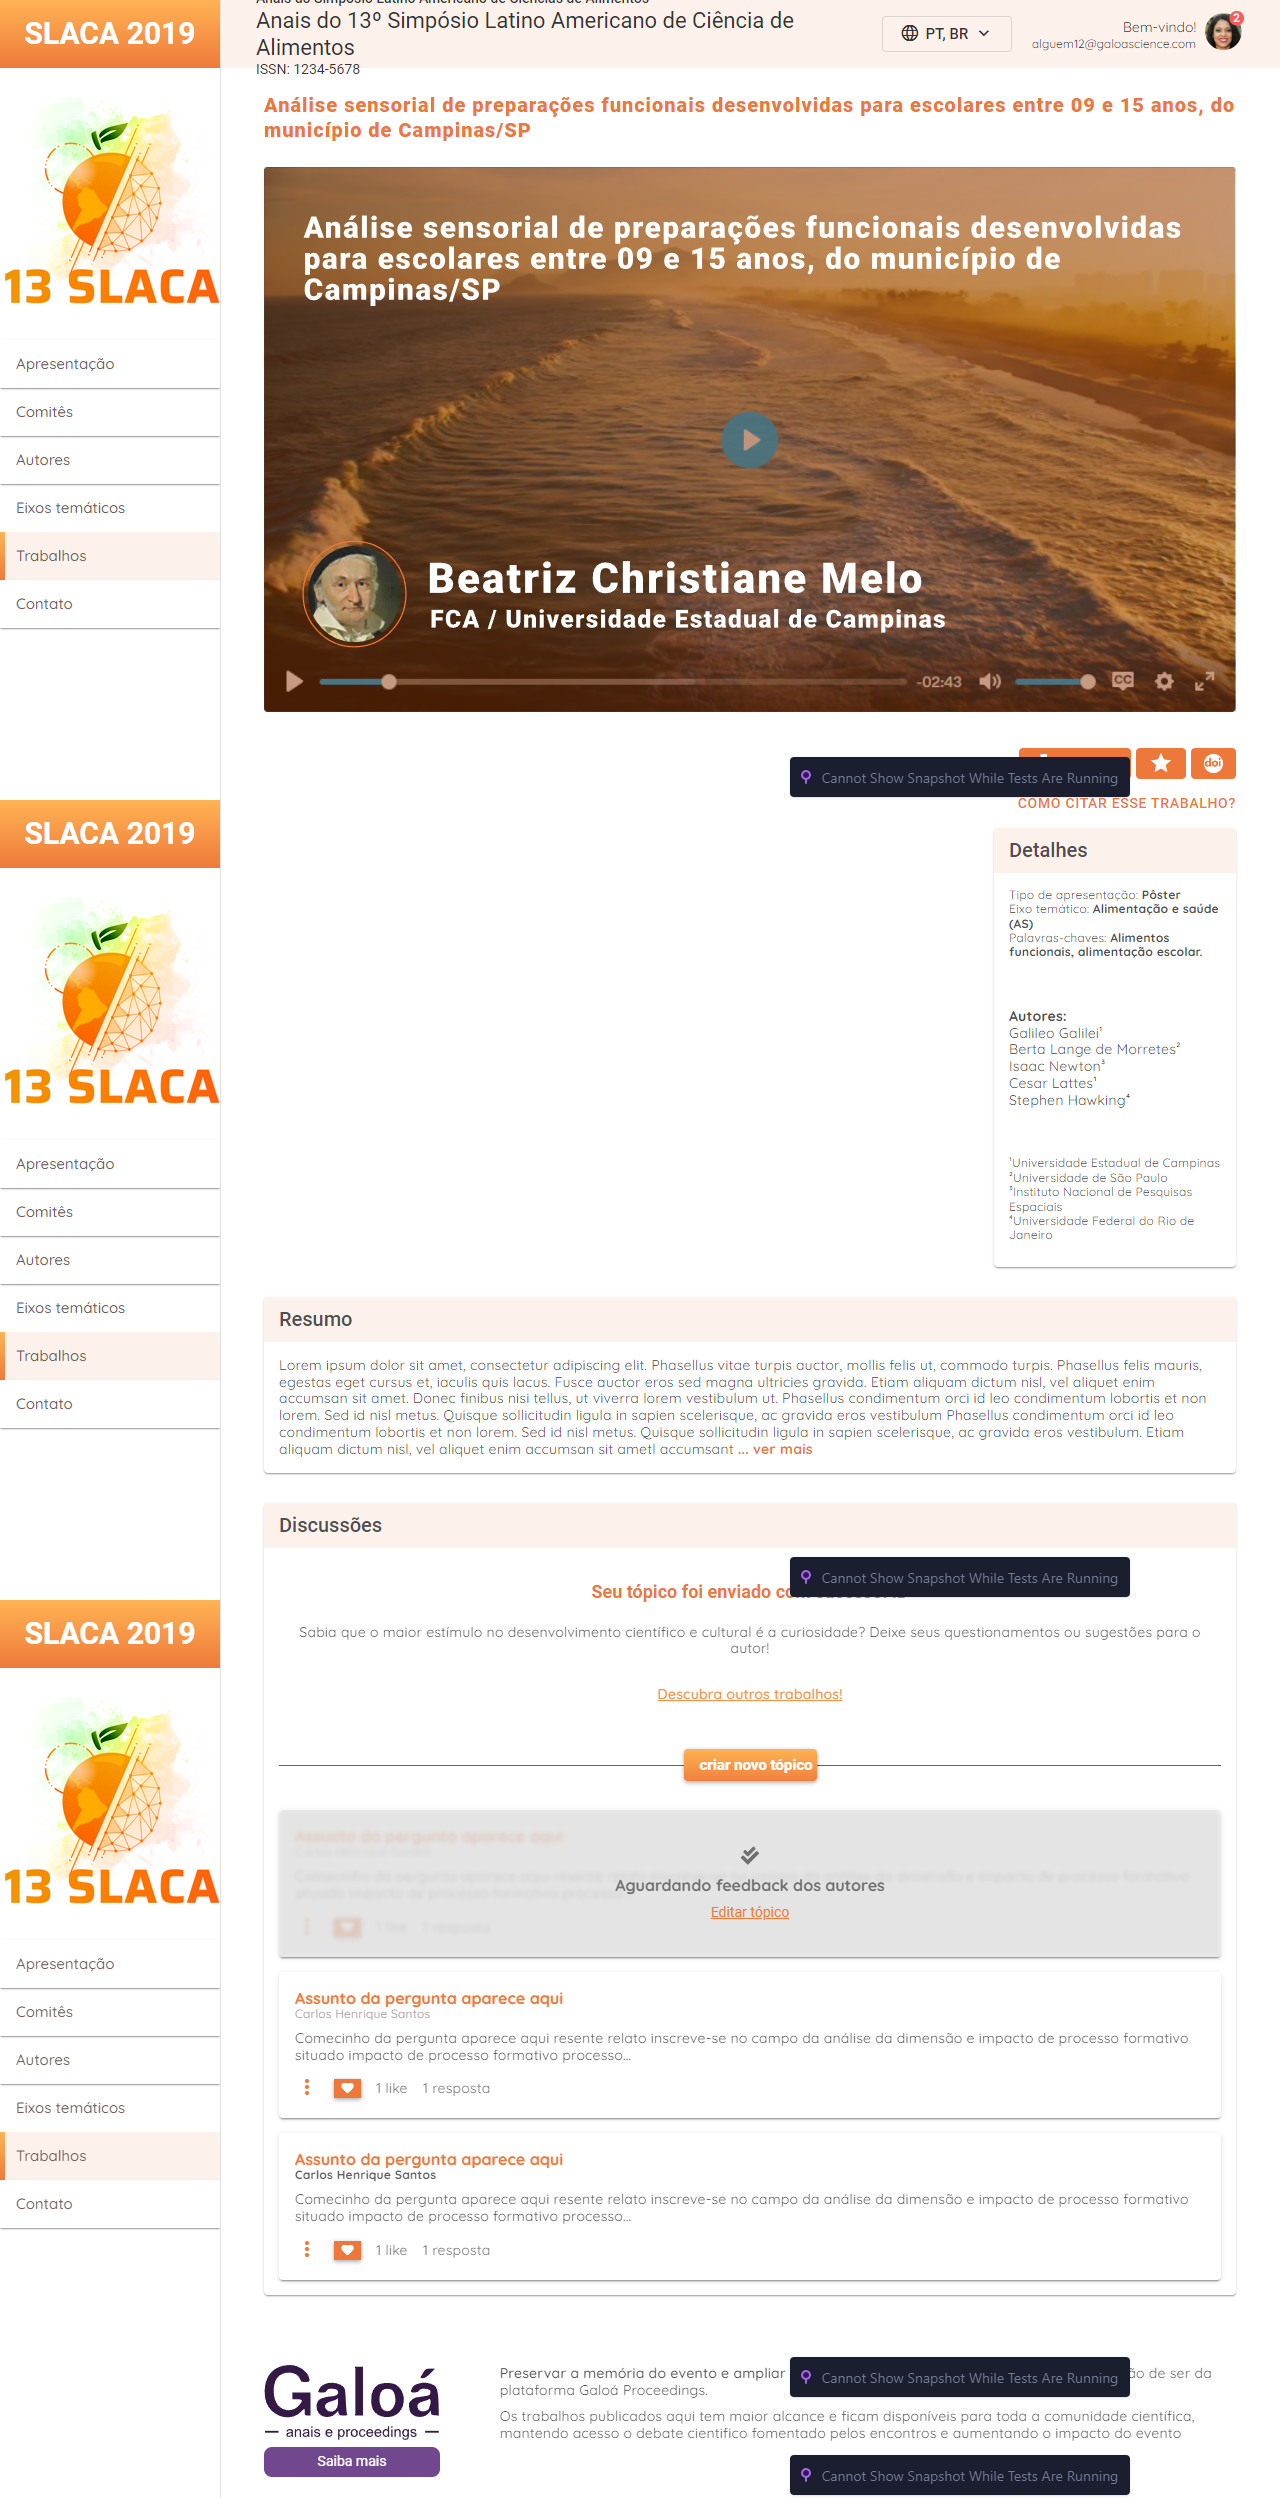 SLACA 2019
Anais do 13º Simpósio Latino Americano de Ciência de
Alimentos
ISSN: 1234-5678
PT, BR
Bem-vindo!
alguem12@galoascience.com
2
13 SLACA
Apresentação
Comitês
Autores
Eixos temáticos
Trabalhos
Contato
Análise sensorial de preparações funcionais desenvolvidas para escolares entre 09 e 15 anos, do
município de Campinas/SP
Análise sensorial de preparações funcionais desenvolvidas
para escolares entre 09 e 15 anos, do município de
Campinas/SP
Beatriz Christiane Melo
FCA / Universidade Estadual de Campinas
-02:43
CC
doi
Cannot Show Snapshot While Tests Are Running
COMO CITAR ESSE TRABALHO?
SLACA 2019
13 SLACA
Apresentação
Comitês
Autores
Eixos temáticos
Trabalhos
Contato
Detalhes
Tipo de apresentação: Pôster
Eixo temático: Alimentação e saúde
(AS)
Palavras-chaves: Alimentos
funcionais, alimentação escolar.
Autores:
Galileo Galilei¹
Berta Lange de Morretes²
Isaac Newton³
Cesar Lattes¹
Stephen Hawking⁴
¹Universidade Estadual de Campinas
²Universidade de São Paulo
³Instituto Nacional de Pesquisas
Espaciais
⁴Universidade Federal do Rio de
Janeiro
Resumo
Lorem ipsum dolor sit amet, consectetur adipiscing elit. Phasellus vitae turpis auctor, mollis felis ut, commodo turpis. Phasellus felis mauris,
egestas eget cursus et, iaculis quis lacus. Fusce auctor eros sed magna ultricies gravida. Etiam aliquam dictum nisl, vel aliquet enim
accumsan sit amet. Donec finibus nisi tellus, ut viverra lorem vestibulum ut. Phasellus condimentum orci id leo condimentum lobortis et non
lorem. Sed id nisl metus. Quisque sollicitudin ligula in sapien scelerisque, ac gravida eros vestibulum Phasellus condimentum orci id leo
condimentum lobortis et non lorem. Sed id nisl metus. Quisque sollicitudin ligula in sapien scelerisque, ac gravida eros vestibulum. Etiam
aliquam dictum nisl, vel aliquet enim accumsan sit ametl accumsant ... ver mais
Discussões
Seu tópico foi enviado
Cannot Show Snapshot While Tests Are Running
Sabia que o maior estímulo no desenvolvimento científico e cultural é a curiosidade? Deixe seus questionamentos ou sugestões para o
autor!
Descubra outros trabalhos!
criar novo tópico
SLACA 2019
13 SLACA
Apresentação
Comitês
Autores
Eixos temáticos
Trabalhos
Contato
Assunto da pergunta aparece aqui
Aguardando feedback dos autores
Editar tópico
Assunto da pergunta aparece aqui
Carlos Henrique Santos
Comecinho da pergunta aparece aqui resente relato inscreve-se no campo da análise da dimensão e impacto de processo formativo
situado impacto de processo formativo processo...
1 like 1 resposta
Assunto da pergunta aparece aqui
Carlos Henrique Santos
Comecinho da pergunta aparece aqui resente relato inscreve-se no campo da análise da dimensão e impacto de processo formativo
situado impacto de processo formativo processo...
1 like 1 resposta
Galoá
anais e proceedings
Saiba mais
Preservar a memória do evento e ampliar
Cannot Show Snapshot While Tests Are Running
de ser da
plataforma Galoá Proceedings.
Os trabalhos publicados aqui tem maior alcance e ficam disponíveis para toda a comunidade científica,
mantendo acesso o debate cientifico fomentado pelos encontros e aumentando o impacto do evento
Cannot Show Snapshot While Tests Are Running